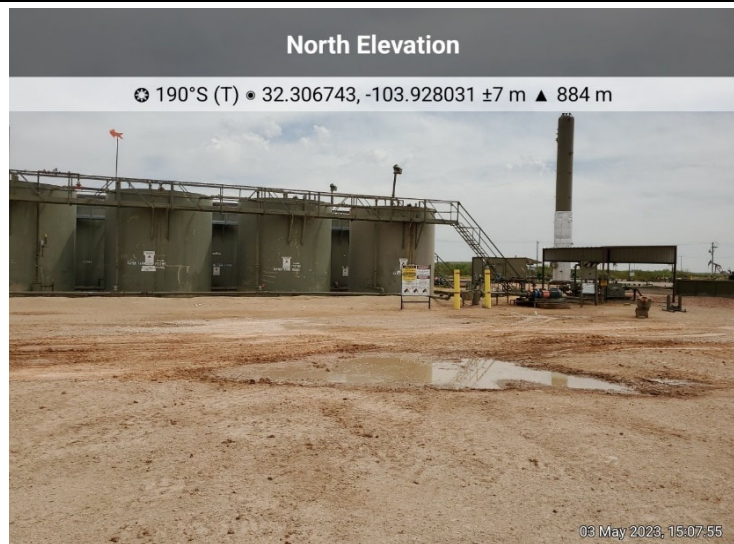 North Elevation
190°S (T) ● 32.306743, -103.928031 ±7 m ▲ 884 m
03 May 2023, 15:07:55